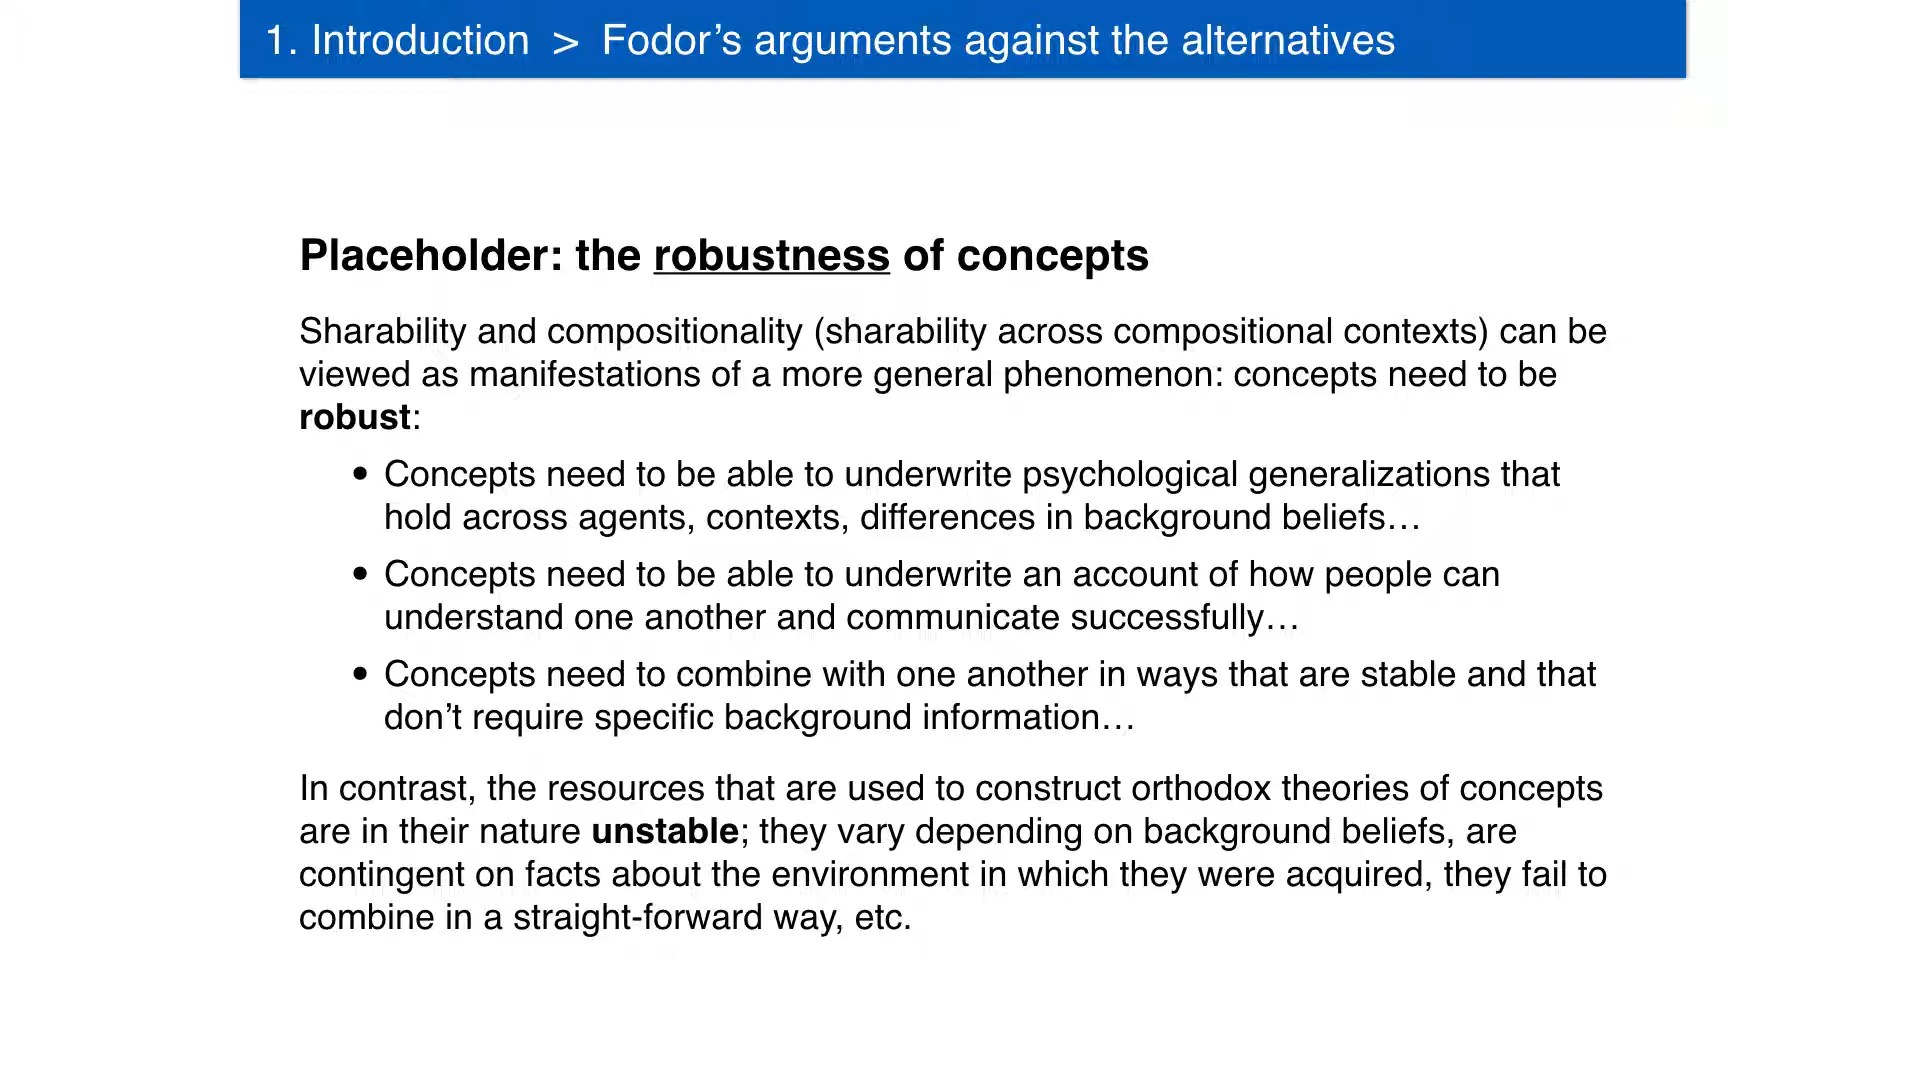 1. Introduction > Fodor’s arguments against the alternatives
Placeholder: the robustness of concepts
Sharability and compositionality (sharability across compositional contexts) can be
viewed as manifestations of a more general phenomenon: concepts need to be
robust:
• Concepts need to be able to underwrite psychological generalizations that
hold across agents, contexts, differences in background beliefs…
• Concepts need to be able to underwrite an account of how people can
understand one another and communicate successfully…
• Concepts need to combine with one another in ways that are stable and that
don’t require specific background information…
In contrast, the resources that are used to construct orthodox theories of concepts
are in their nature unstable; they vary depending on background beliefs, are
contingent on facts about the environment in which they were acquired, they fail to
combine in a straight-forward way, etc.